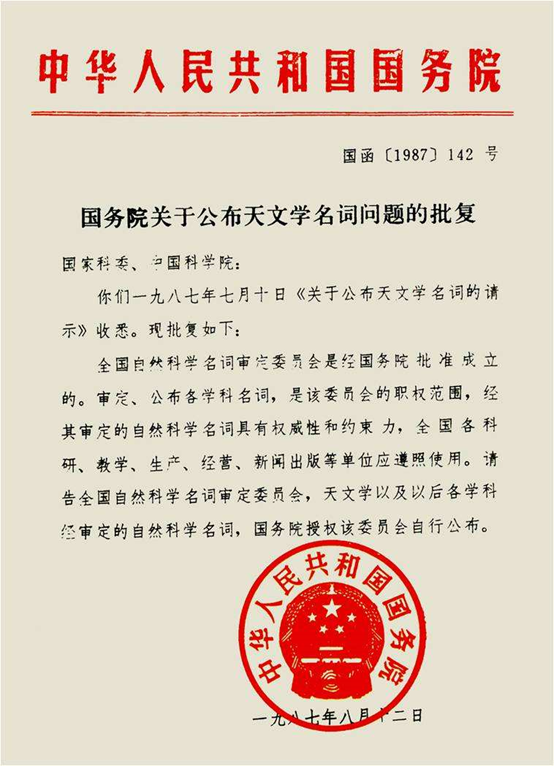 中华人民共和国国务院
国函〔1987〕142 号
国务院关于公布天文学名词问题的批复
国家科委、中国科学院：
你们一九八七年七月十日《关于公布天文学名词的请
示》收悉。现批复如下：
全国自然科学名词审定委员会是经国务院批准成立
的。审定、公布各学科名词，是该委员会的职权范围，经
其审定的自然科学名词具有权威性和约束力，全国各科
研、教学、生产、经营、新闻出版等单位应遵照使用。请
告全国自然科学名词审定委员会，天文学以及以后各学科
经审定的自然科学名词，国务院授权该委员会自行公布。
中华人民共和国国务院
一九八七年八月十二日